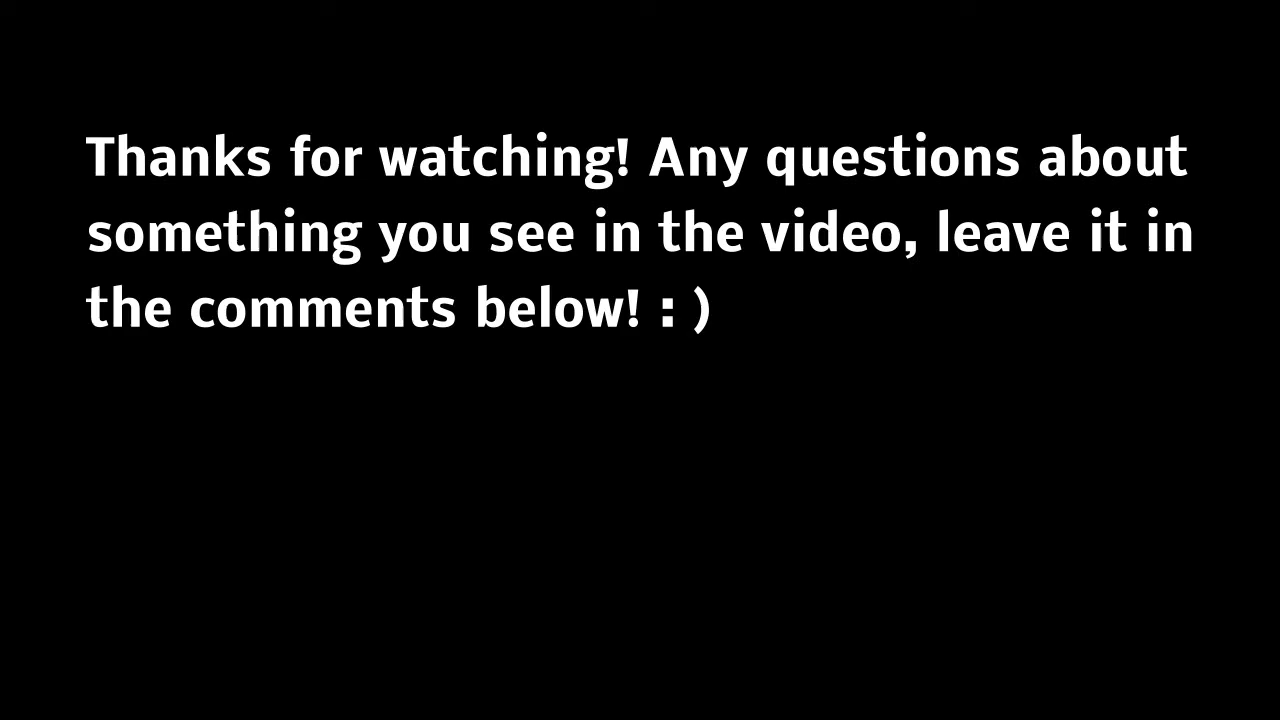 Thanks for watching! Any questions about
something you see in the video, leave it in
the comments below! : )